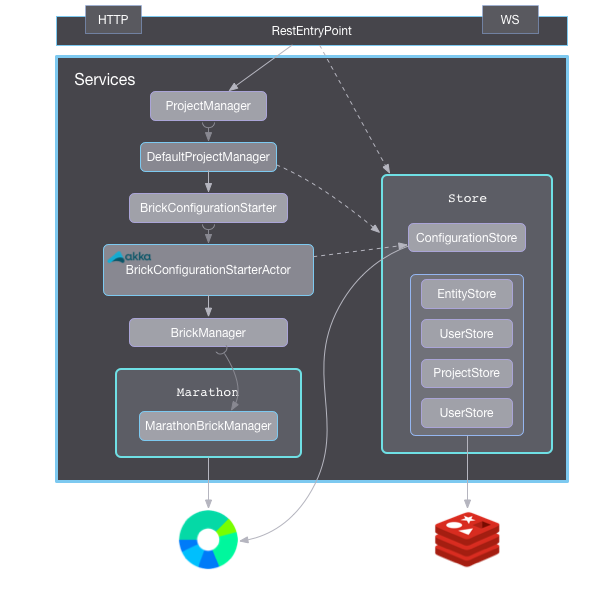 HTTP
WS
RestEntryPoint
Services
ProjectManager
DefaultProjectManager
BrickConfigurationStarter
akka
BrickConfigurationStarterActor
BrickManager
Marathon
MarathonBrickManager
Store
ConfigurationStore
EntityStore
UserStore
ProjectStore
UserStore